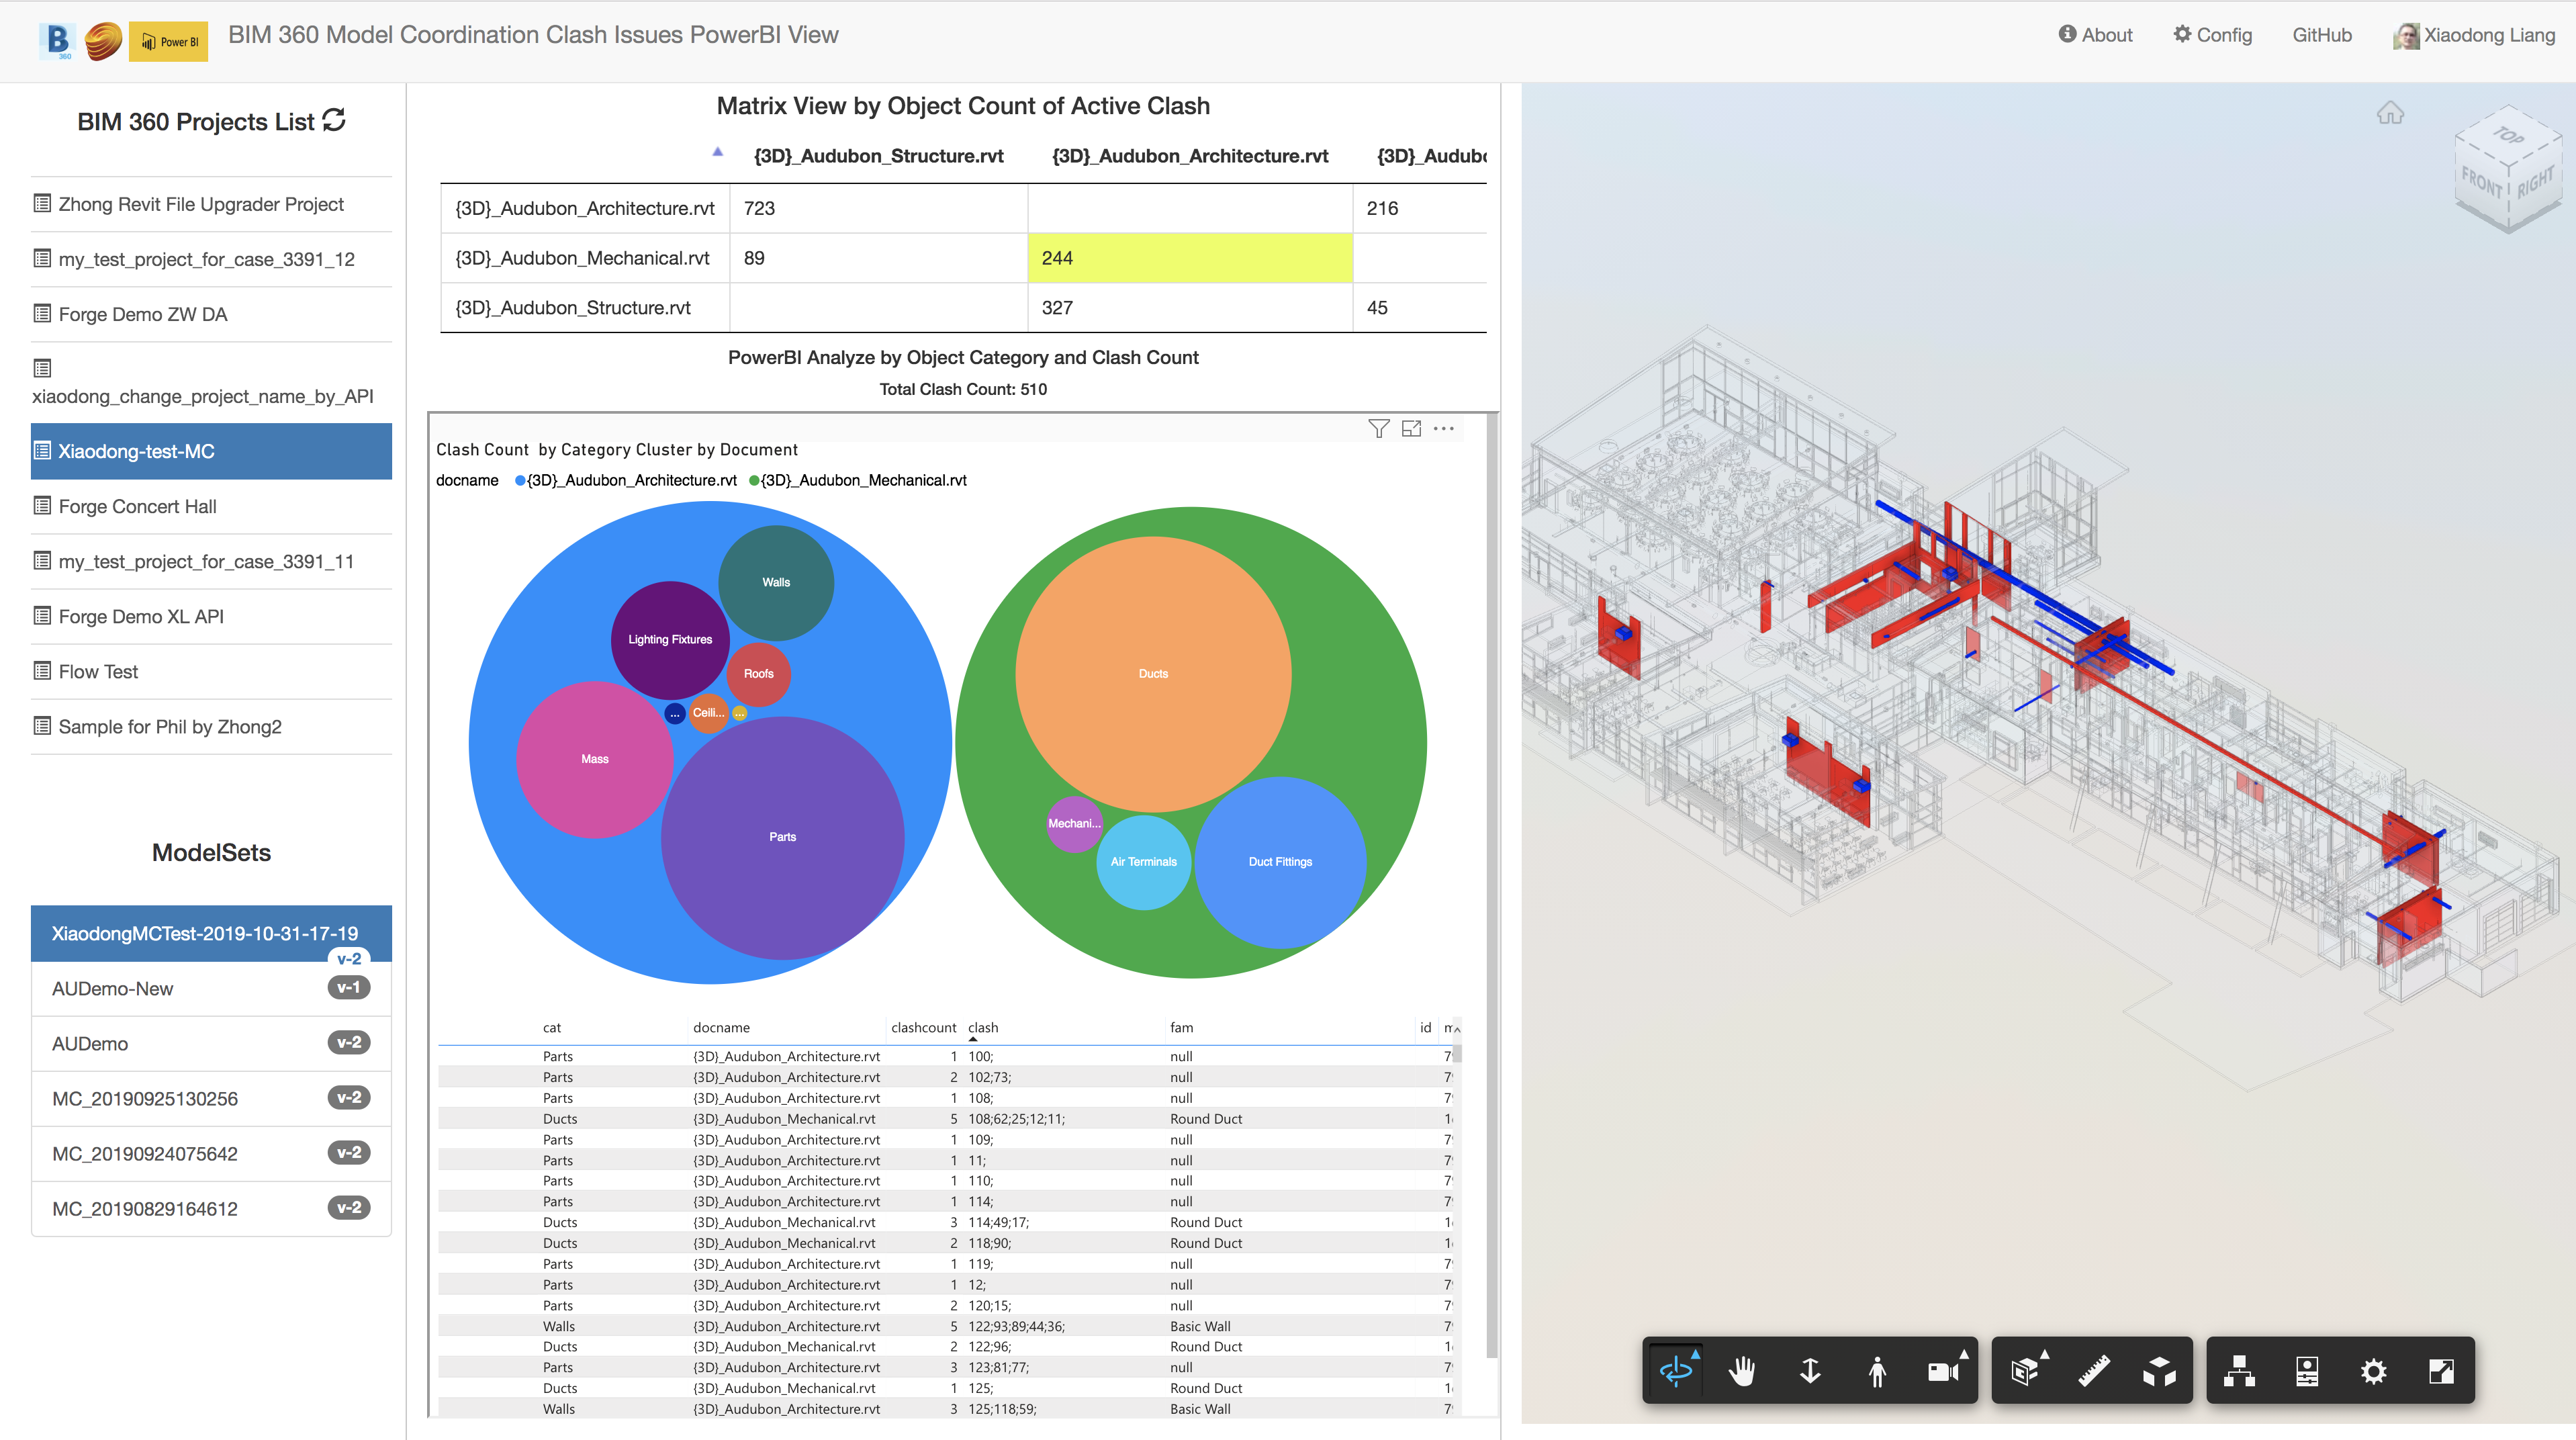 B 360 Power BI BIM 360 Model Coordination Clash Issues PowerBI View About Config GitHub Xiaodong Liang
BIM 360 Projects List
Zhong Revit File Upgrader Project
my_test_project_for_case_3391_12
Forge Demo ZW DA
xiaodong_change_project_name_by_API
Xiaodong-test-MC
Forge Concert Hall
my_test_project_for_case_3391_11
Forge Demo XL API
Flow Test
Sample for Phil by Zhong2
ModelSets
XiaodongMCTest-2019-10-31-17-19 v-2
AUDemo-New v-1
AUDemo v-2
MC_20190925130256 v-2
MC_20190924075642 v-2
MC_20190829164612 v-2
Matrix View by Object Count of Active Clash
{3D}_Audubon_Structure.rvt {3D}_Audubon_Architecture.rvt {3D}_Audub
{3D}_Audubon_Architecture.rvt 723 216
{3D}_Audubon_Mechanical.rvt 89 244
{3D}_Audubon_Structure.rvt 327 45
PowerBI Analyze by Object Category and Clash Count
Total Clash Count: 510
Clash Count by Category Cluster by Document
docname {3D}_Audubon_Architecture.rvt {3D}_Audubon_Mechanical.rvt
Walls
Lighting Fixtures
Roofs
... Ceili... ...
Mass
Parts
Ducts
Mechani...
Air Terminals
Duct Fittings
cat docname clashcount clash fam id
Parts {3D}_Audubon_Architecture.rvt 1 100; null 7
Parts {3D}_Audubon_Architecture.rvt 2 102;73; null 7
Parts {3D}_Audubon_Architecture.rvt 1 108; null 7
Ducts {3D}_Audubon_Mechanical.rvt 5 108;62;25;12;11; Round Duct 1
Parts {3D}_Audubon_Architecture.rvt 1 109; null 7
Parts {3D}_Audubon_Architecture.rvt 1 11; null 7
Parts {3D}_Audubon_Architecture.rvt 1 110; null 7
Parts {3D}_Audubon_Architecture.rvt 1 114; null 7
Ducts {3D}_Audubon_Mechanical.rvt 3 114;49;17; Round Duct 1
Ducts {3D}_Audubon_Mechanical.rvt 2 118;90; Round Duct 1
Parts {3D}_Audubon_Architecture.rvt 1 119; null 7
Parts {3D}_Audubon_Architecture.rvt 1 12; null 7
Parts {3D}_Audubon_Architecture.rvt 2 120;15; null 7
Walls {3D}_Audubon_Architecture.rvt 5 122;93;89;44;36; Basic Wall 7
Ducts {3D}_Audubon_Mechanical.rvt 2 122;96; Round Duct 1
Parts {3D}_Audubon_Architecture.rvt 3 123;81;77; null 7
Ducts {3D}_Audubon_Mechanical.rvt 1 125; Round Duct 1
Walls {3D}_Audubon_Architecture.rvt 3 125;118;59; Basic Wall 7
TOP
FRONT RIGHT